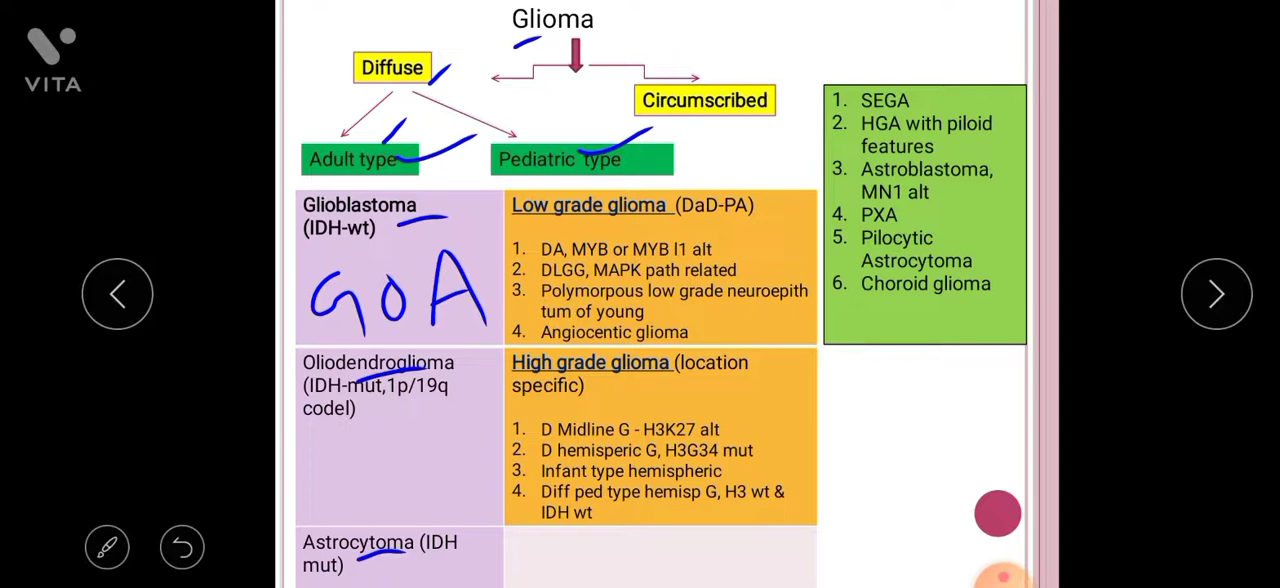 VITA
Glioma
Diffuse
Circumscribed
Adult type
Pediatric type
Glioblastoma
(IDH-wt)
GOA
Oliodendroglioma
(IDH-mut,1p/19q
codel)
Astrocytoma (IDH
mut)
Low grade glioma (DaD-PA)
1. DA, MYB or MYB l1 alt
2. DLGG, MAPK path related
3. Polymorpous low grade neuroepith
tum of young
4. Angiocentic glioma
High grade glioma (location
specific)
1. D Midline G - H3K27 alt
2. D hemisperic G, H3G34 mut
3. Infant type hemispheric
4. Diff ped type hemisp G, H3 wt &
IDH wt
1. SEGA
2. HGA with piloid
features
3. Astroblastoma,
MN1 alt
4. PXA
5. Pilocytic
Astrocytoma
6. Choroid glioma